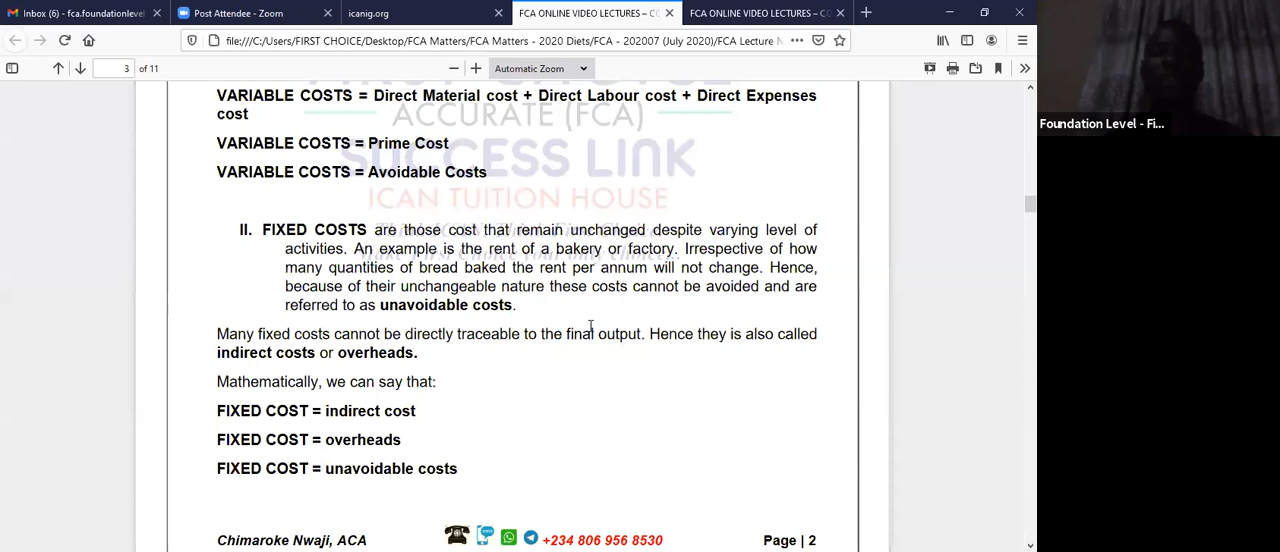 Inbox (6) - fca.foundationlevel
Post Attendee - Zoom
icanig.org
FCA ONLINE VIDEO LECTURES – CO
FCA ONLINE VIDEO LECTURES – CO
file:///C:/Users/FIRST CHOICE/Desktop/FCA Matters/FCA Matters - 2020 Diets/FCA - 202007 (July 2020)/FCA Lecture N
3 of 11
Automatic Zoom
Foundation Level - Fi...
VARIABLE COSTS = Direct Material cost + Direct Labour cost + Direct Expenses
cost
ACCURATE (FCA)
VARIABLE COSTS = Prime Cost
SUCCESS LINK
VARIABLE COSTS = Avoidable Costs
ICAN TUITION HOUSE
II. FIXED COSTS are those cost that remain unchanged despite varying level of
activities. An example is the rent of a bakery or factory. Irrespective of how
many quantities of bread baked the rent per annum will not change. Hence,
because of their unchangeable nature these costs cannot be avoided and are
referred to as unavoidable costs.
Many fixed costs cannot be directly traceable to the final output. Hence they is also called
indirect costs or overheads.
Mathematically, we can say that:
FIXED COST = indirect cost
FIXED COST = overheads
FIXED COST = unavoidable costs
Chimaroke Nwaji, ACA
+234 806 956 8530
Page | 2